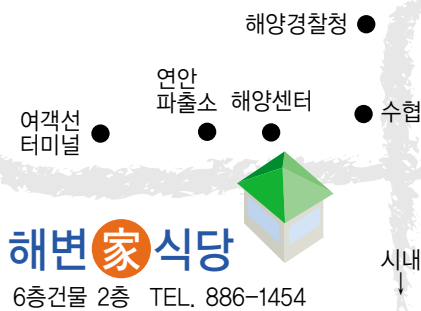 해양경찰청
연안
파출소
해양센터
수협
여객선
터미널
해변家식당
시내
6층건물 2층 TEL. 886-1454